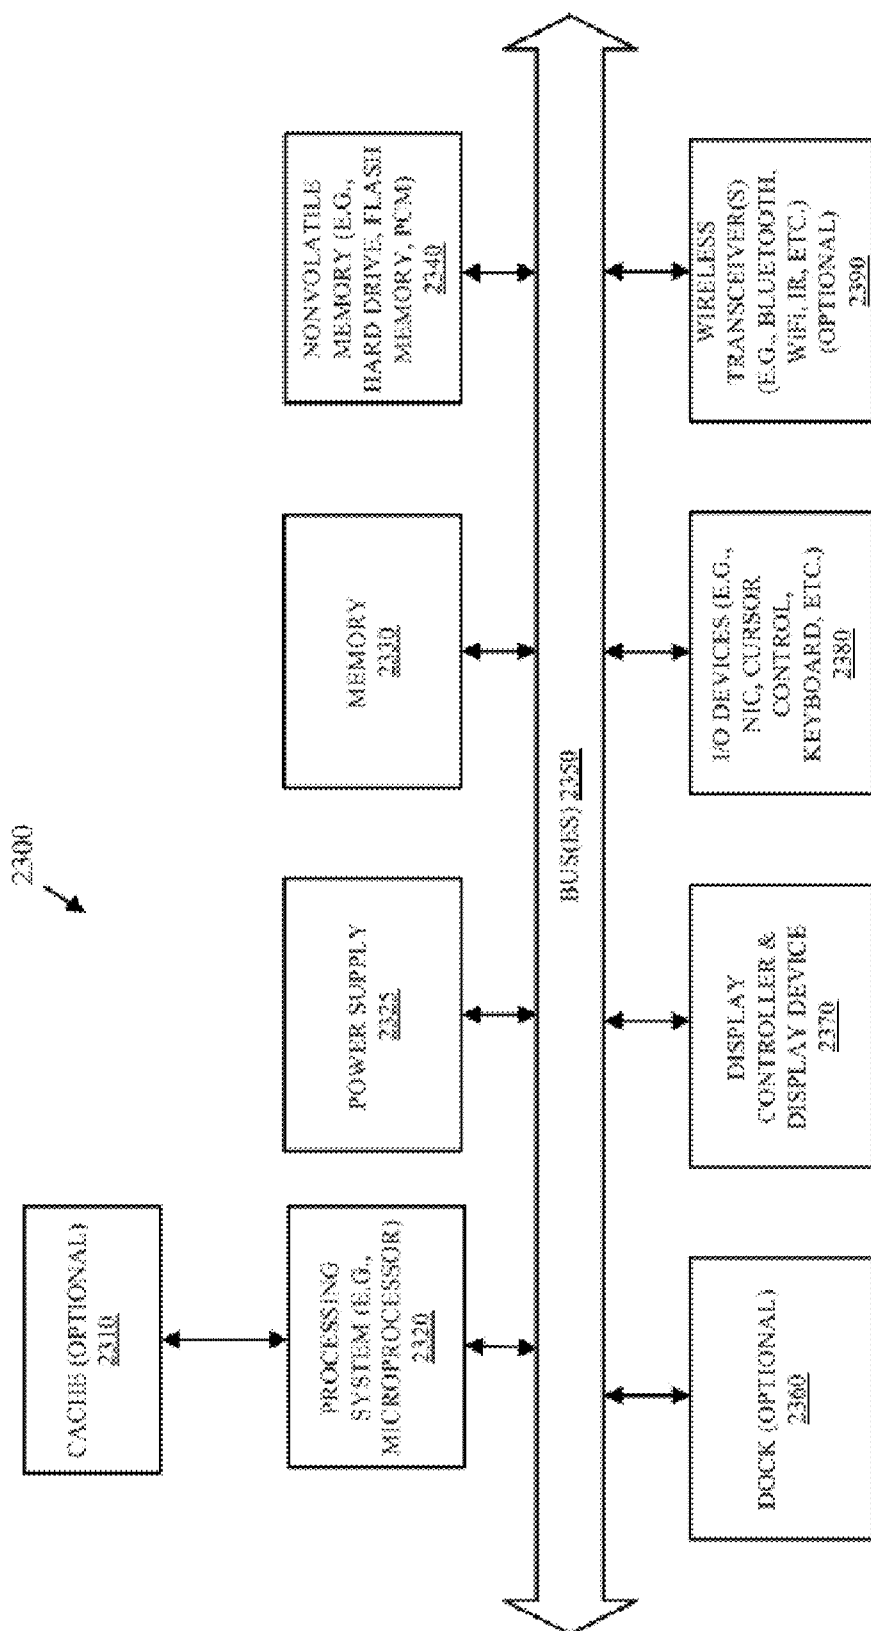 2300
CACHE (OPTIONAL)
2310
PROCESSING
SYSTEM (E.G.,
MICROPROCESSOR)
2320
POWER SUPPLY
2325
MEMORY
2330
NONVOLATILE
MEMORY (E.G.,
HARD DRIVE, FLASH
MEMORY, PCM)
2340
BUS(ES) 2350
DOCK (OPTIONAL)
2360
DISPLAY
CONTROLLER &
DISPLAY DEVICE
2370
I/O DEVICES (E.G.,
NIC, CURSOR
CONTROL,
KEYBOARD, ETC.)
2380
WIRELESS
TRANSCEIVER(S)
(E.G., BLUETOOTH,
WiFi, IR, ETC.)
(OPTIONAL)
2390